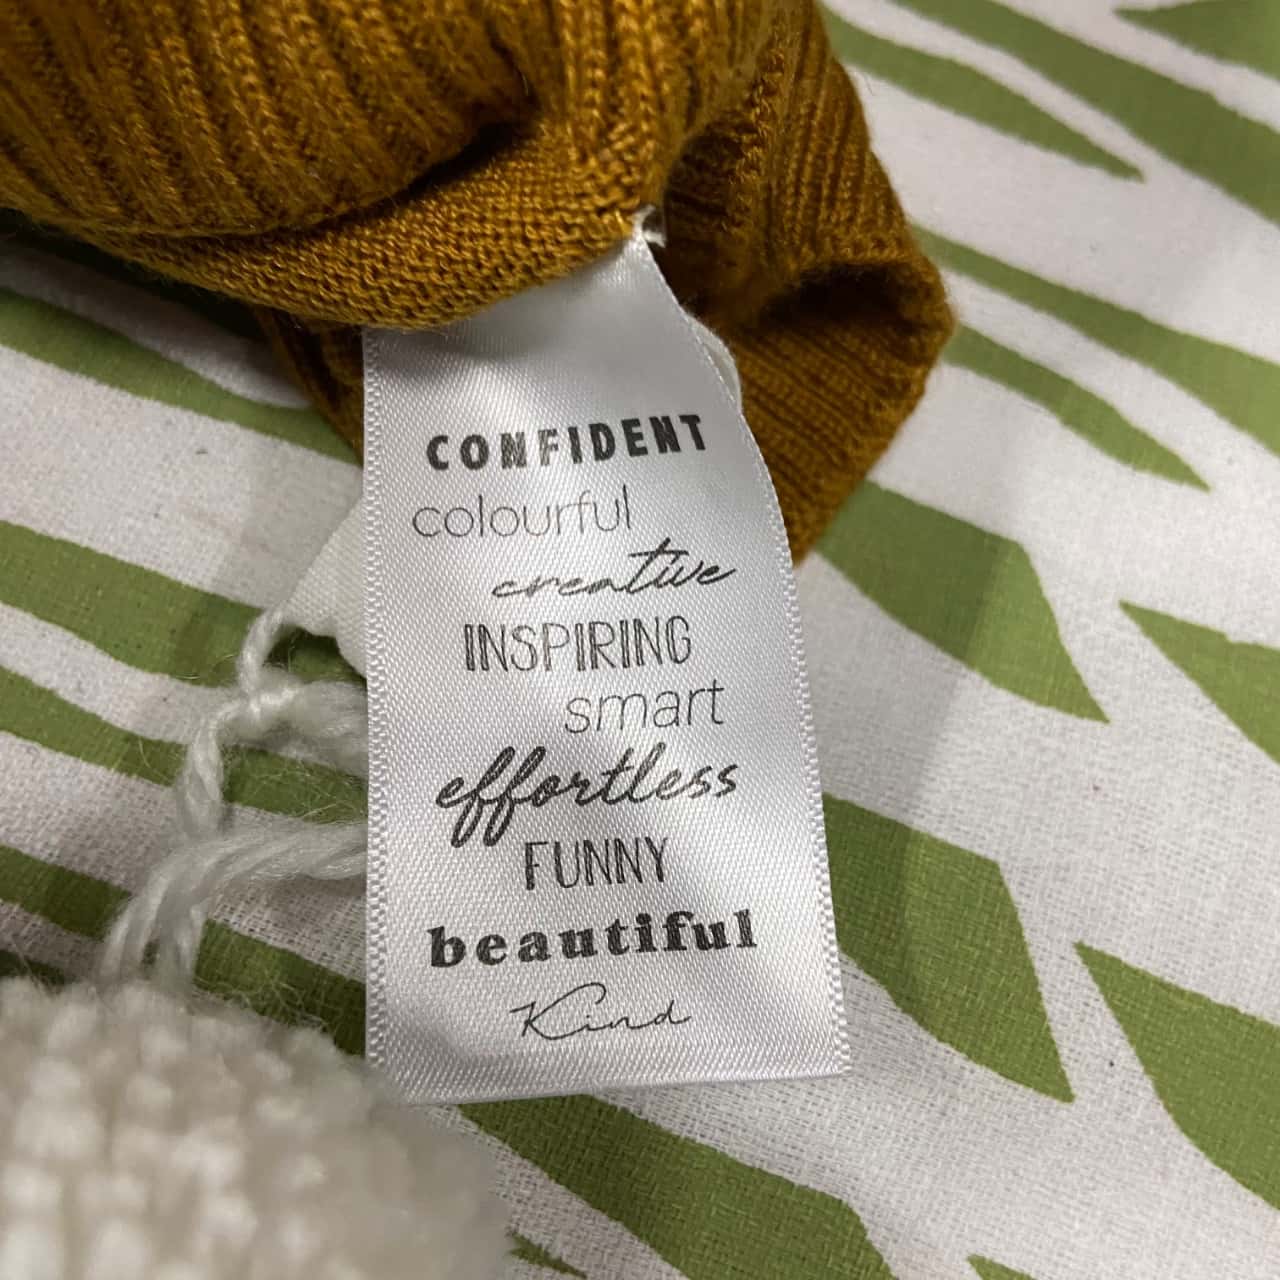 CONFIDENT
colourful
creative
INSPIRING
smart
effortless
FUNNY
beautiful
Kind